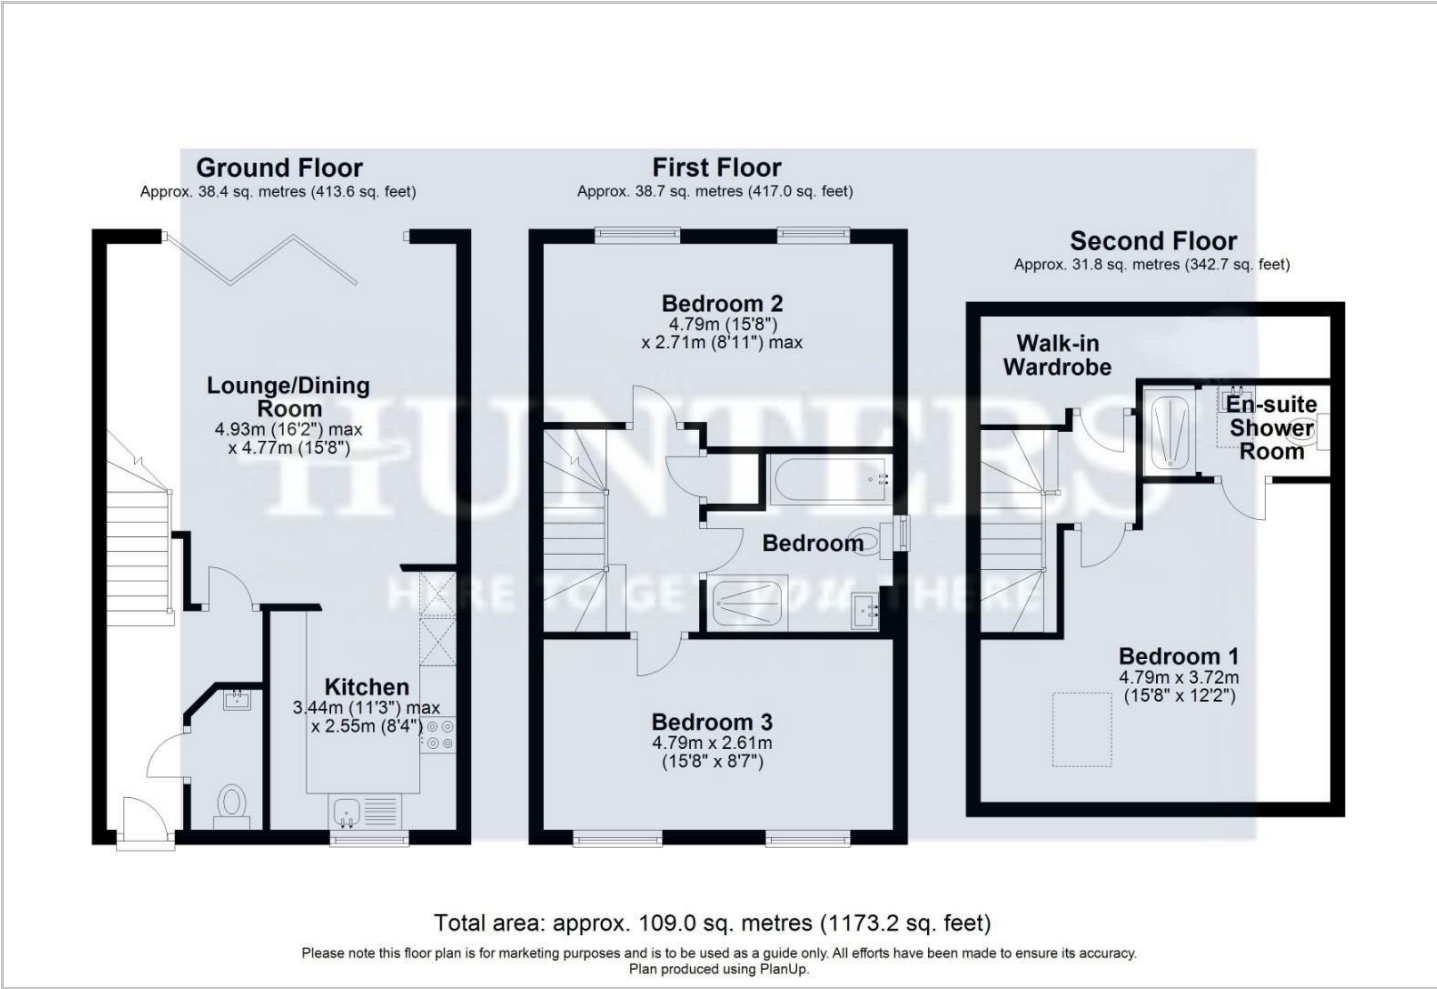 Ground Floor
Approx. 38.4 sq. metres (413.6 sq. feet)
Lounge/Dining
Room
4.93m (16'2") max
x 4.77m (15'8")
Kitchen
3.44m (11'3") max
x 2.55m (8'4")
First Floor
Approx. 38.7 sq. metres (417.0 sq. feet)
Bedroom 2
4.79m (15'8")
x 2.71m (8'11") max
Bedroom
Bedroom 3
4.79m x 2.61m
(15'8" x 8'7")
Second Floor
Approx. 31.8 sq. metres (342.7 sq. feet)
Walk-in
Wardrobe
En-suite
Shower
Room
Bedroom 1
4.79m x 3.72m
(15'8" x 12'2")
HUNTERS
HERE TO GET you THERE
Total area: approx. 109.0 sq. metres (1173.2 sq. feet)
Please note this floor plan is for marketing purposes and is to be used as a guide only. All efforts have been made to ensure its accuracy.
Plan produced using PlanUp.